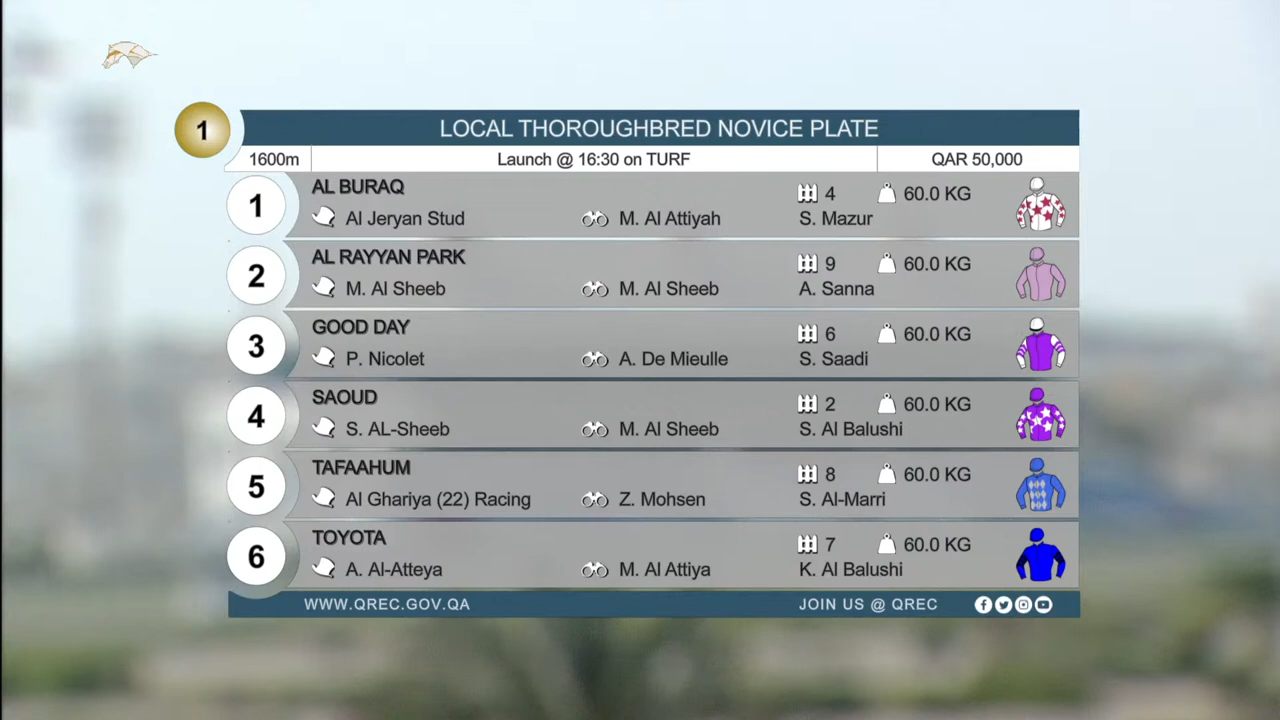 1
LOCAL THOROUGHBRED NOVICE PLATE
1600m Launch @ 16:30 on TURF QAR 50,000
1 AL BURAQ 4 60.0 KG
Al Jeryan Stud M. Al Attiyah S. Mazur
2 AL RAYYAN PARK 9 60.0 KG
M. Al Sheeb M. Al Sheeb A. Sanna
3 GOOD DAY 6 60.0 KG
P. Nicolet A. De Mieulle S. Saadi
4 SAOUD 2 60.0 KG
S. AL-Sheeb M. Al Sheeb S. Al Balushi
5 TAFAAHUM 8 60.0 KG
Al Ghariya (22) Racing Z. Mohsen S. Al-Marri
6 TOYOTA 7 60.0 KG
A. Al-Atteya M. Al Attiya K. Al Balushi
WWW.QREC.GOV.QA JOIN US @ QREC